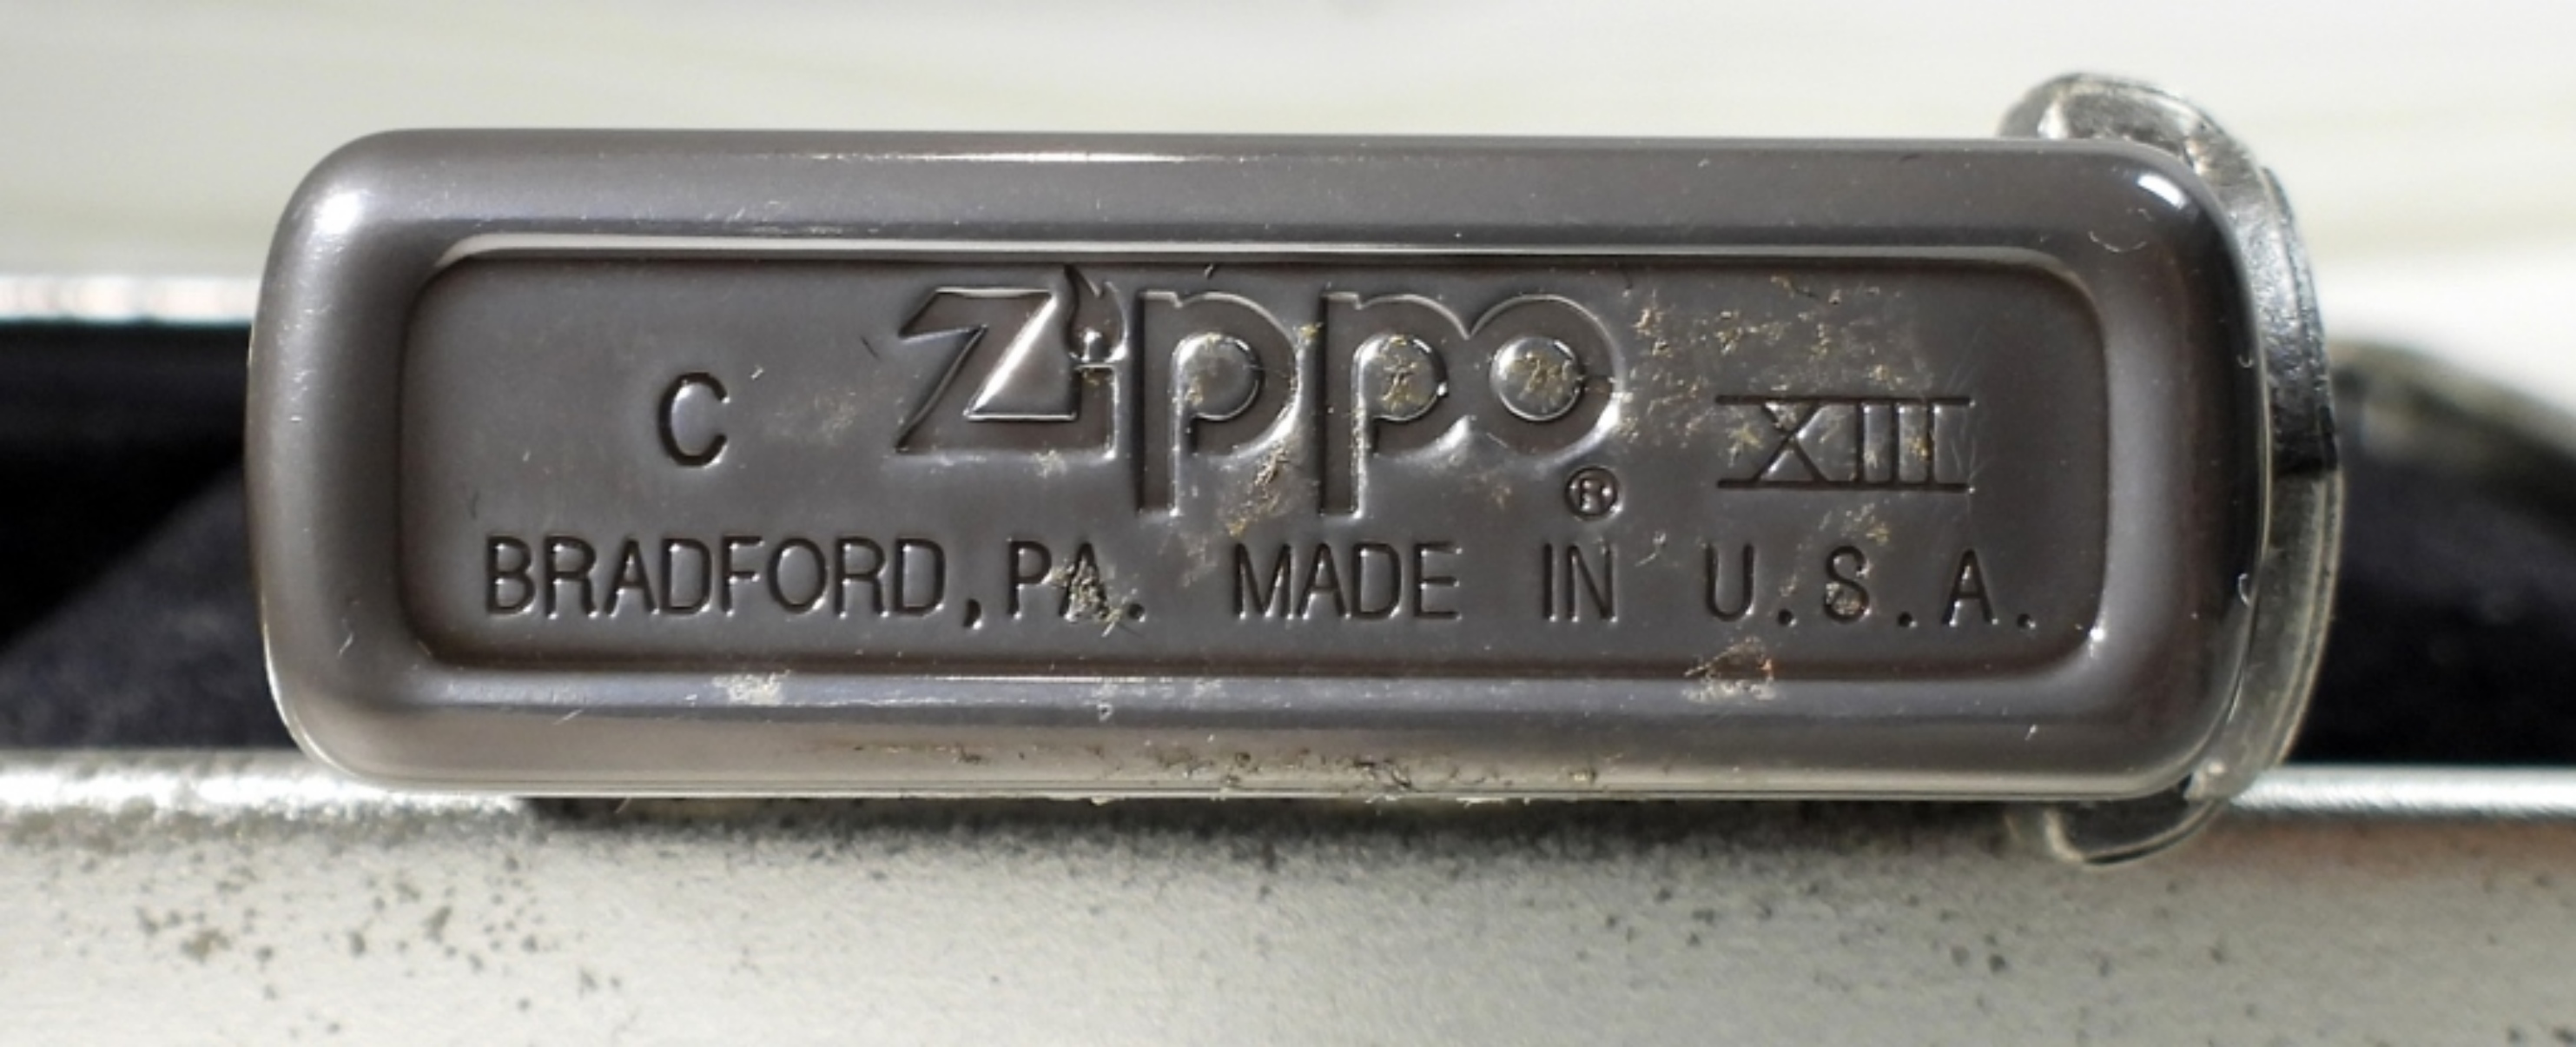 C Zippo ® XIII
BRADFORD, PA. MADE IN U.S.A.